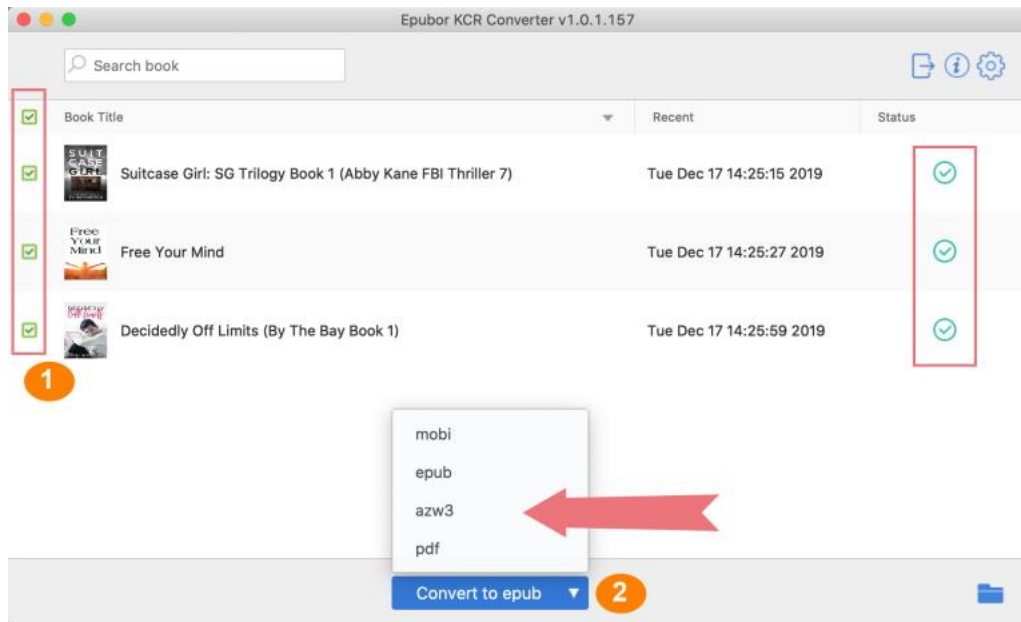 Epubor KCR Converter v1.0.1.157
Search book
Book Title Recent Status
SUIT
CASE
GIRL
Suitcase Girl: SG Trilogy Book 1 (Abby Kane FBI Thriller 7) Tue Dec 17 14:25:15 2019
Free
Your
Mind
Free Your Mind Tue Dec 17 14:25:27 2019
Decidedly Off Limits (By The Bay Book 1) Tue Dec 17 14:25:59 2019
1
mobi
epub
azw3
pdf
Convert to epub 2